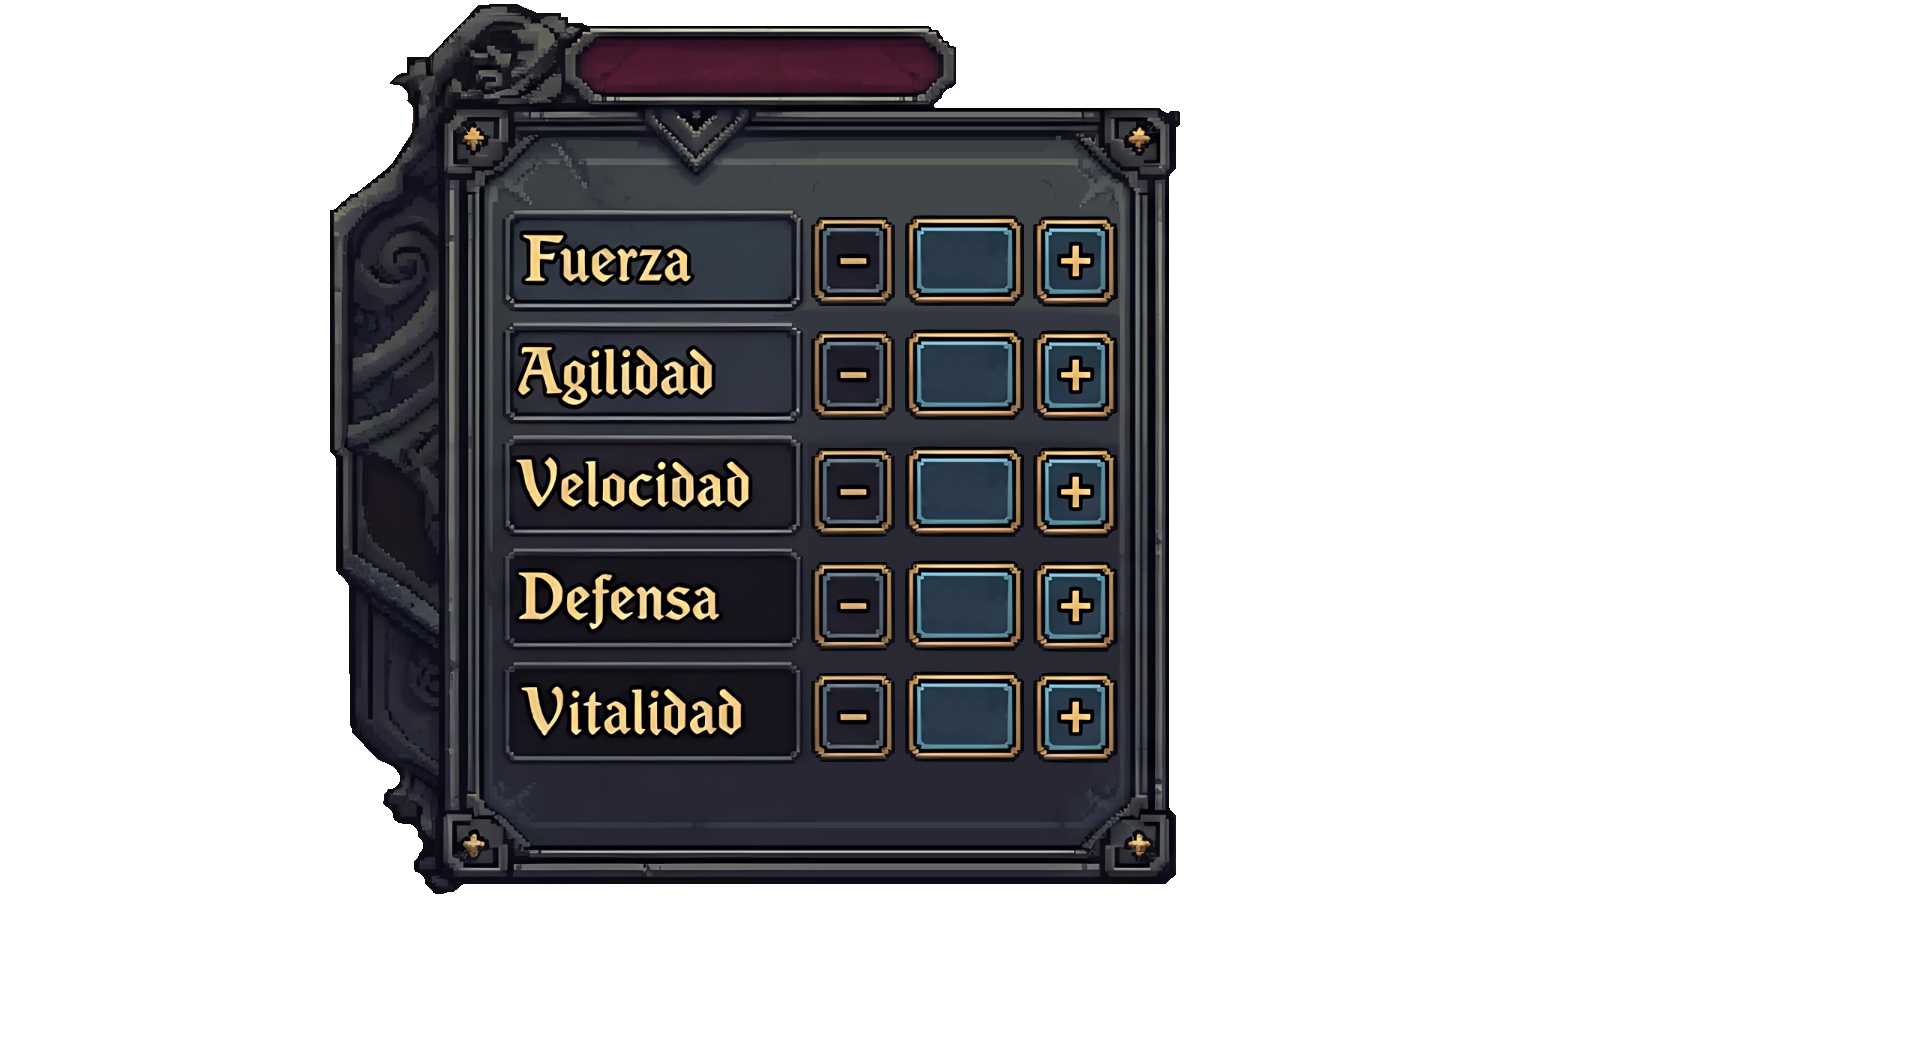 Fuerza - +
Agilidad - +
Velocidad - +
Defensa - +
Vitalidad - +